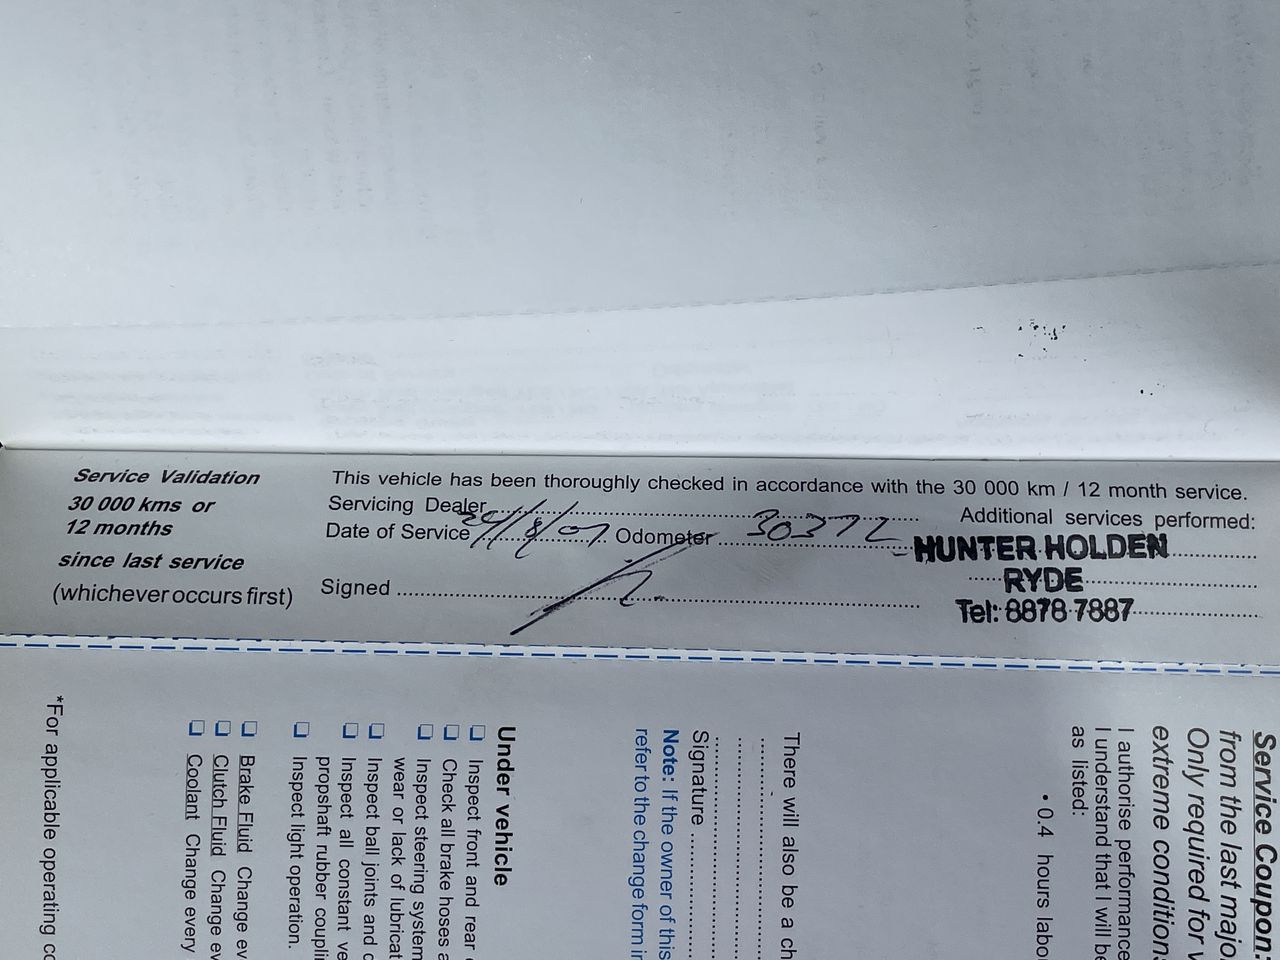 Service Validation
30 000 kms or
12 months
since last service
(whichever occurs first)
This vehicle has been thoroughly checked in accordance with the 30 000 km / 12 month service.
Servicing Dealer
Date of Service 24/8/07 Odometer 30372
Signed
Additional services performed:
HUNTER HOLDEN
RYDE
Tel: 8878 7887
Service Coupon:
from the last major
Only required for v
extreme condition
I authorise performance
I understand that I will be
as listed:
• 0.4 hours labo
There will also be a ch
Signature
Note: If the owner of this
refer to the change form in
Under vehicle
❑ Inspect front and rear
❑ Check all brake hoses a
❑ Inspect steering system
wear or lack of lubricat
❑ Inspect ball joints and
❑ Inspect all constant ve
propshaft rubber coupli
❑ Inspect light operation.
❑ Brake Fluid Change ev
❑ Clutch Fluid Change ev
❑ Coolant Change every
*For applicable operating co